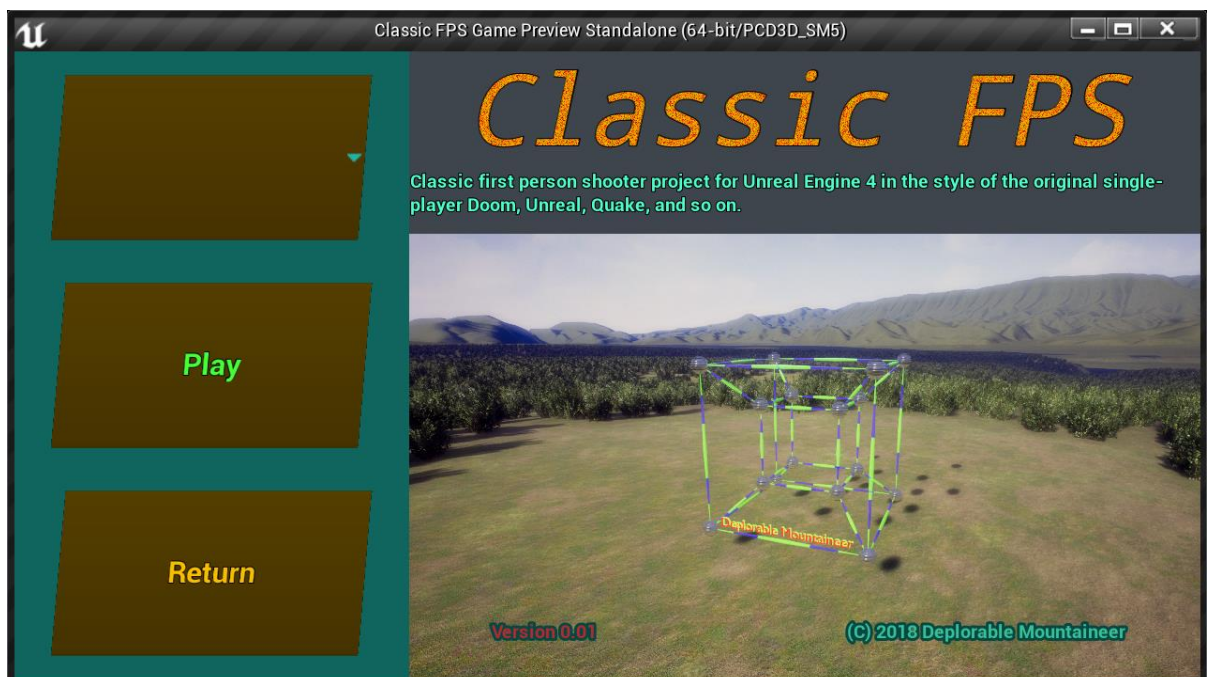 Classic FPS Game Preview Standalone (64-bit/PCD3D_SM5)
Classic FPS
Classic first person shooter project for Unreal Engine 4 in the style of the original single-
player Doom, Unreal, Quake, and so on.
Play
Return
Deplorable Mountaineer
Version 0.01
(C) 2018 Deplorable Mountaineer